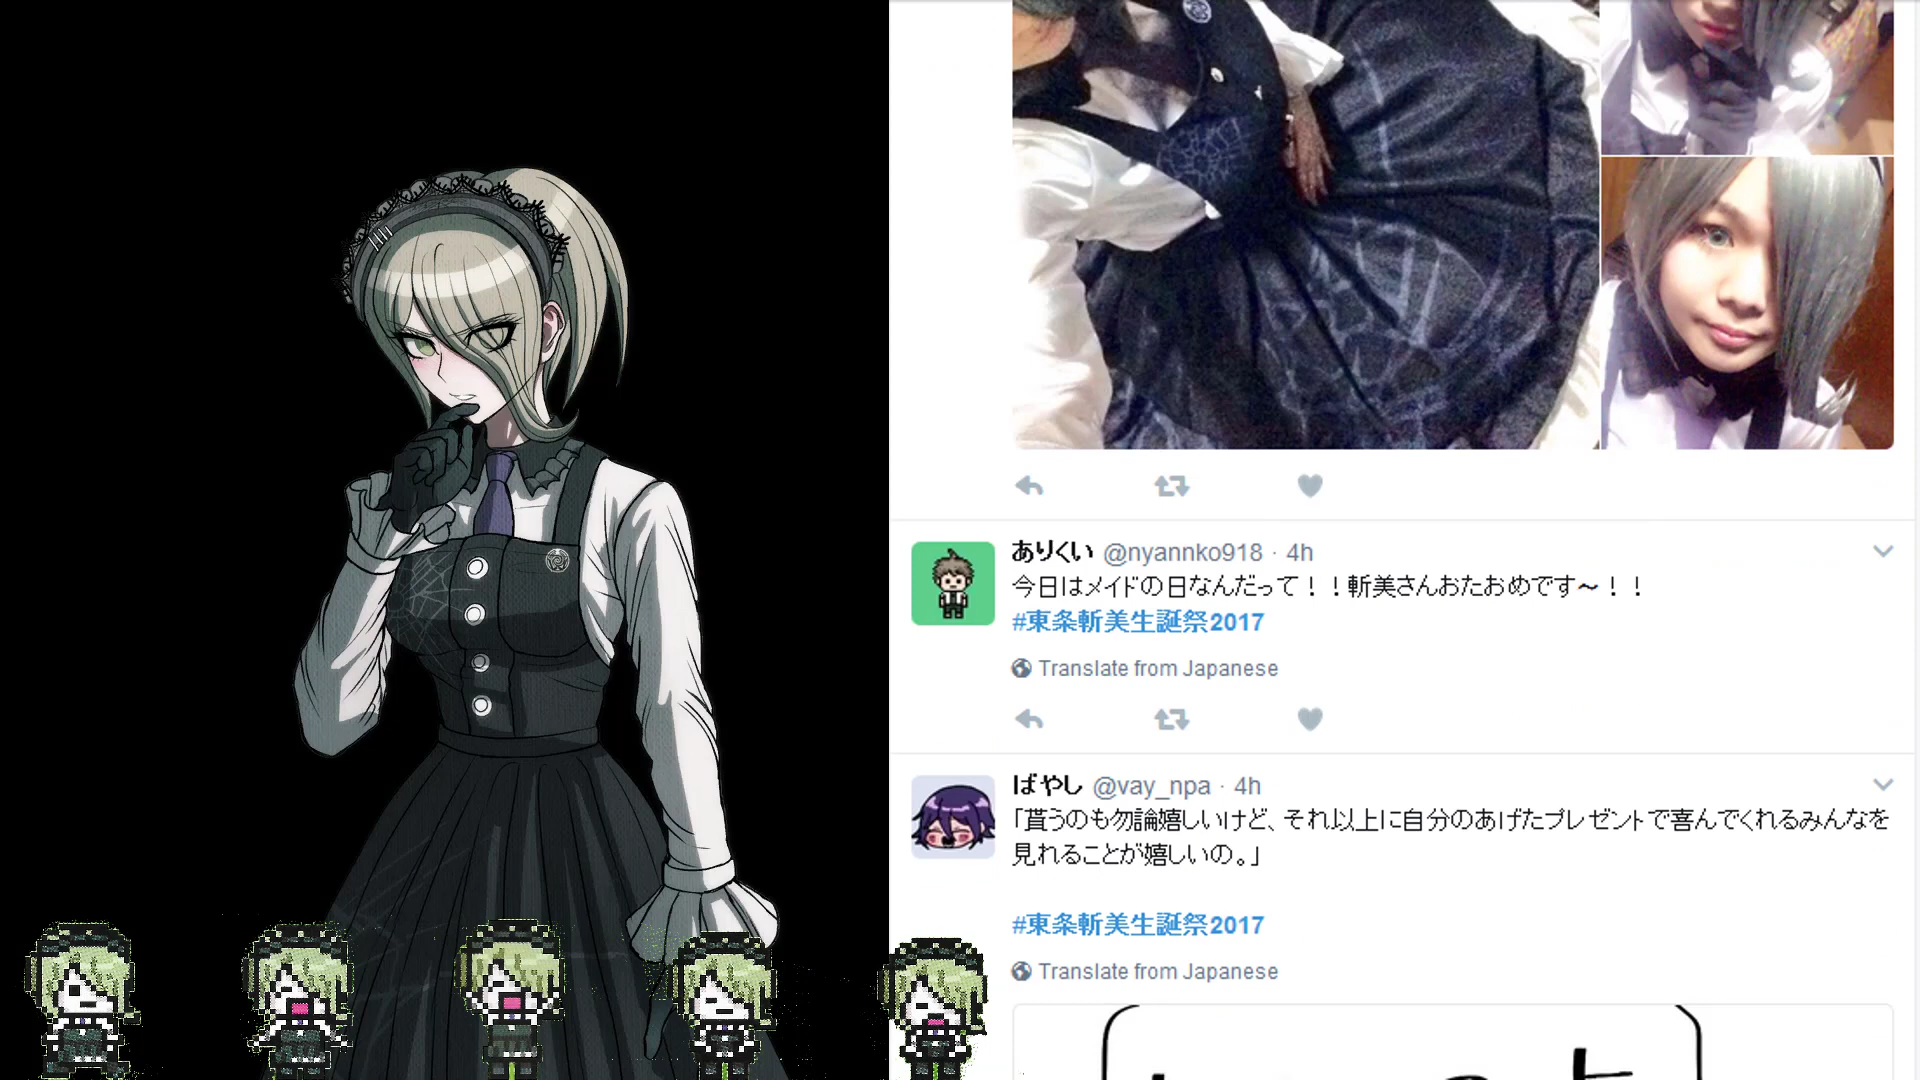 ありくい @nyannko918 · 4h
今日はメイドの日なんだって！！斬美さんおたおめです～！！
#東条斬美生誕祭2017
Translate from Japanese
ばやし @vay_npa · 4h
「貰うのも勿論嬉しいけど、それ以上に自分のあげたプレゼントで喜んでくれるみんなを
見れることが嬉しいの。」
#東条斬美生誕祭2017
Translate from Japanese